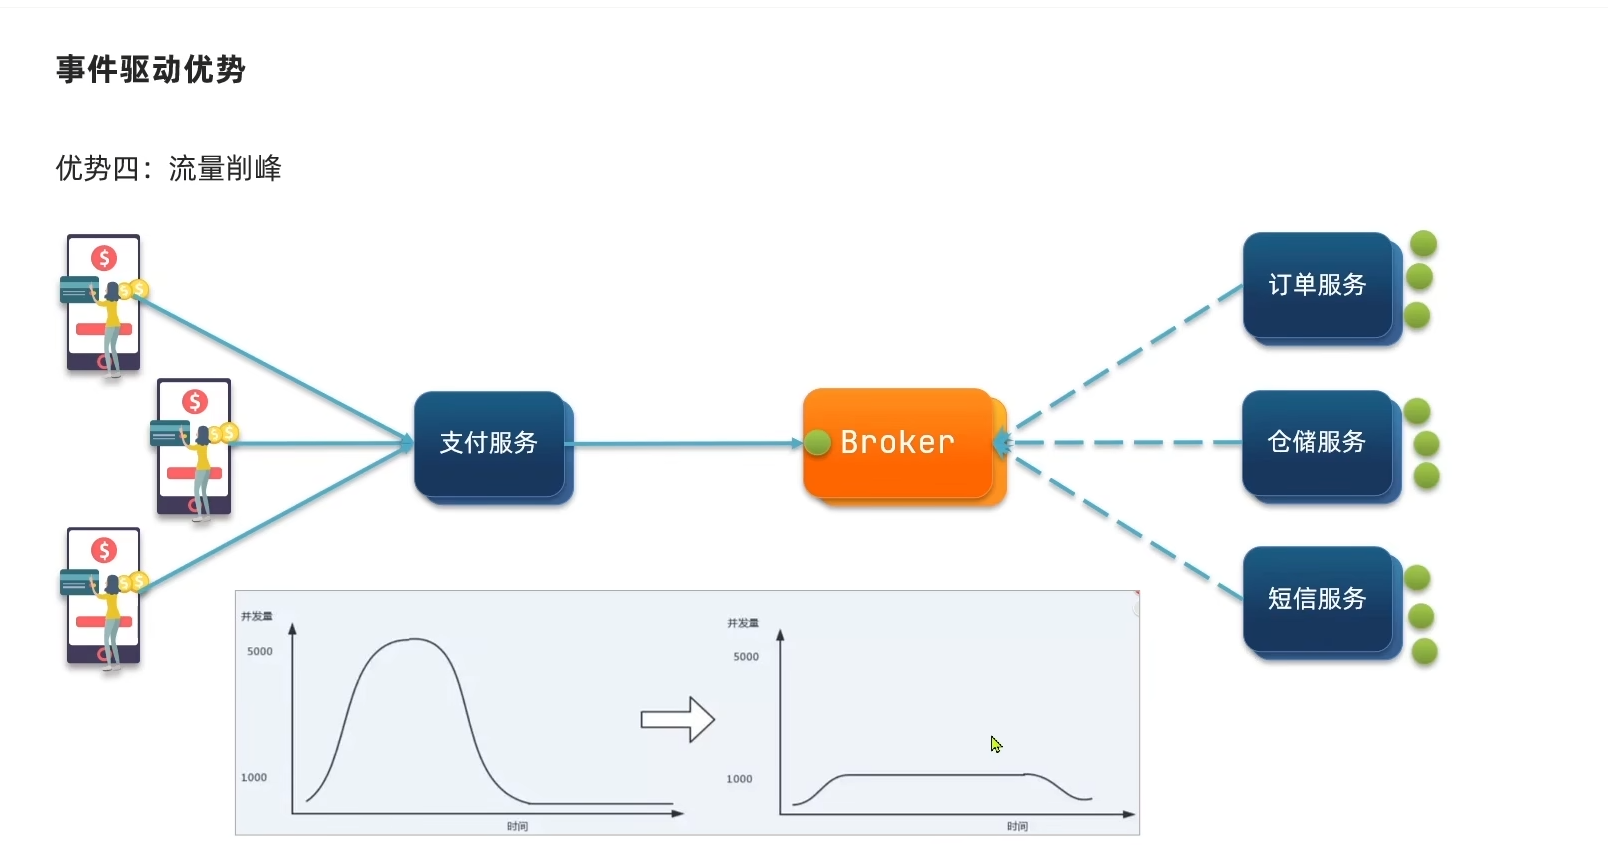 事件驱动优势
优势四：流量削峰
$
$
$
支付服务
Broker
订单服务
仓储服务
短信服务
并发量
5000
1000
时间
并发量
5000
1000
时间